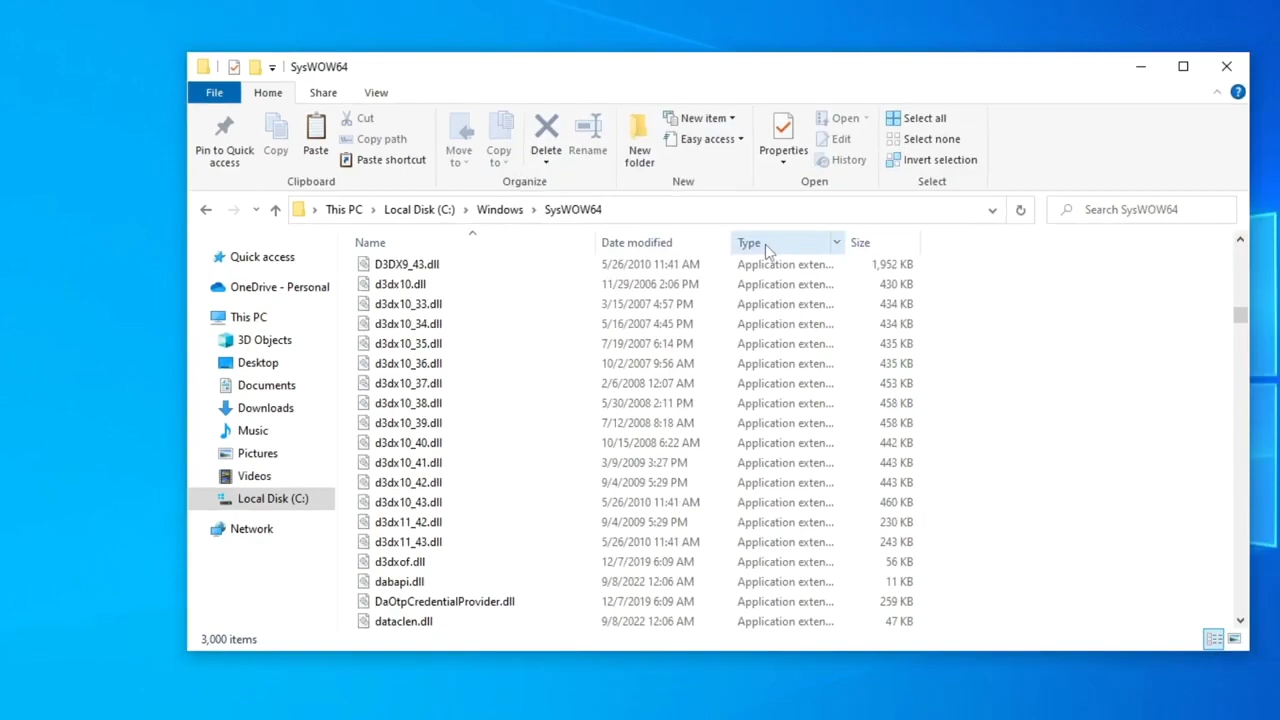 SysWOW64
File Home Share View
Pin to Quick access
Copy
Paste
Cut
Copy path
Paste shortcut
Clipboard
Move to
Copy to
Delete
Rename
Organize
New folder
New item
Easy access
New
Properties
Open
Edit
History
Open
Select all
Select none
Invert selection
Select
This PC > Local Disk (C:) > Windows > SysWOW64
Search SysWOW64
Quick access
OneDrive - Personal
This PC
3D Objects
Desktop
Documents
Downloads
Music
Pictures
Videos
Local Disk (C:)
Network
Name Date modified Type Size
D3DX9_43.dll 5/26/2010 11:41 AM Application exten... 1,952 KB
d3dx10.dll 11/29/2006 2:06 PM Application exten... 430 KB
d3dx10_33.dll 3/15/2007 4:57 PM Application exten... 434 KB
d3dx10_34.dll 5/16/2007 4:45 PM Application exten... 434 KB
d3dx10_35.dll 7/19/2007 6:14 PM Application exten... 435 KB
d3dx10_36.dll 10/2/2007 9:56 AM Application exten... 435 KB
d3dx10_37.dll 2/6/2008 12:07 AM Application exten... 453 KB
d3dx10_38.dll 5/30/2008 2:11 PM Application exten... 458 KB
d3dx10_39.dll 7/12/2008 8:18 AM Application exten... 458 KB
d3dx10_40.dll 10/15/2008 6:22 AM Application exten... 442 KB
d3dx10_41.dll 3/9/2009 3:27 PM Application exten... 443 KB
d3dx10_42.dll 9/4/2009 5:29 PM Application exten... 443 KB
d3dx10_43.dll 5/26/2010 11:41 AM Application exten... 460 KB
d3dx11_42.dll 9/4/2009 5:29 PM Application exten... 230 KB
d3dx11_43.dll 5/26/2010 11:41 AM Application exten... 243 KB
d3dxof.dll 12/7/2019 6:09 AM Application exten... 56 KB
dabapi.dll 9/8/2022 12:06 AM Application exten... 11 KB
DaOtpCredentialProvider.dll 12/7/2019 6:09 AM Application exten... 259 KB
dataclen.dll 9/8/2022 12:06 AM Application exten... 47 KB
3,000 items